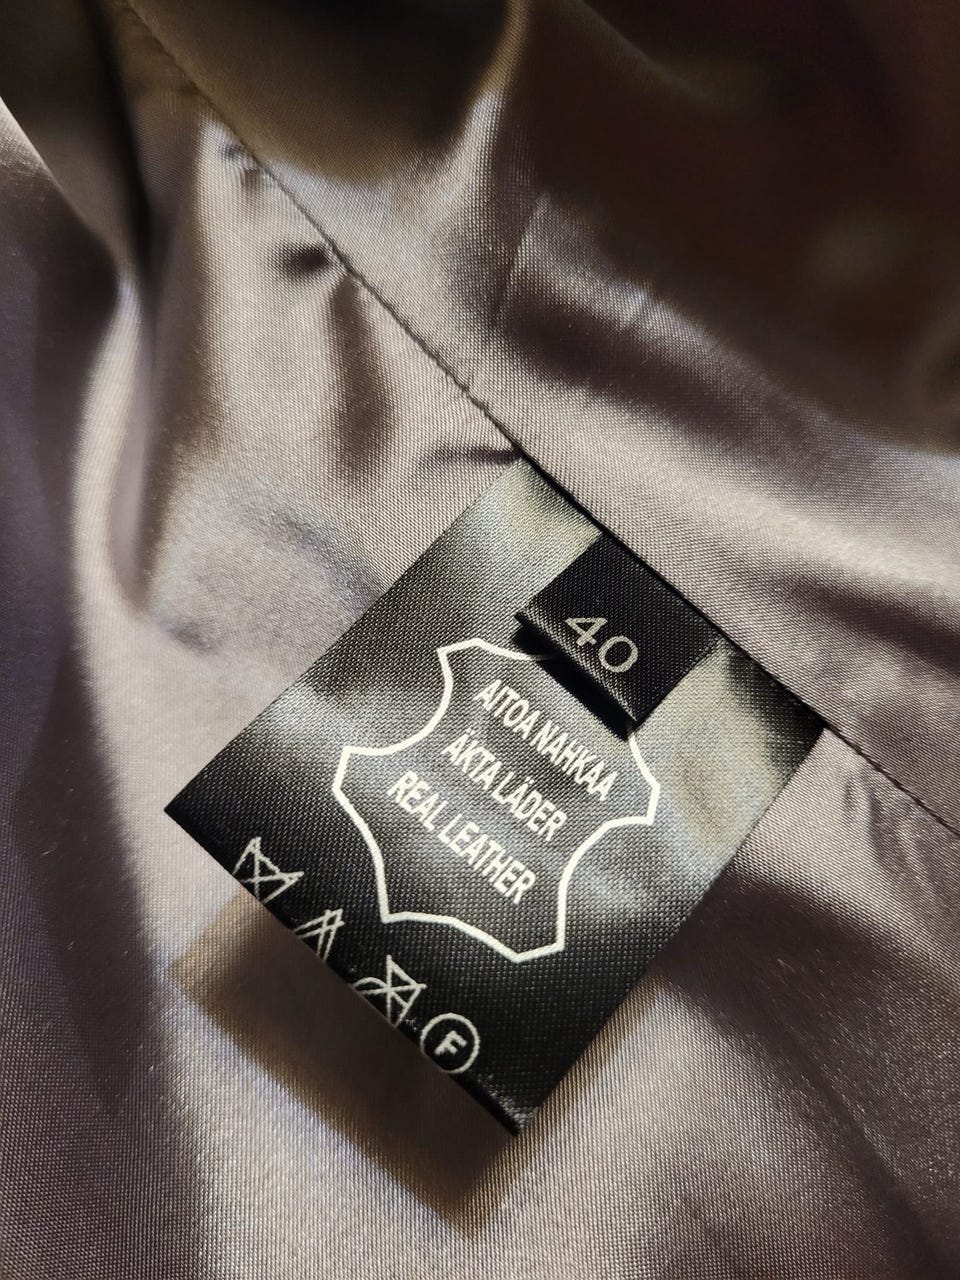 40
AITOA NAHKAA
ÄKTA LÄDER
REAL LEATHER
F